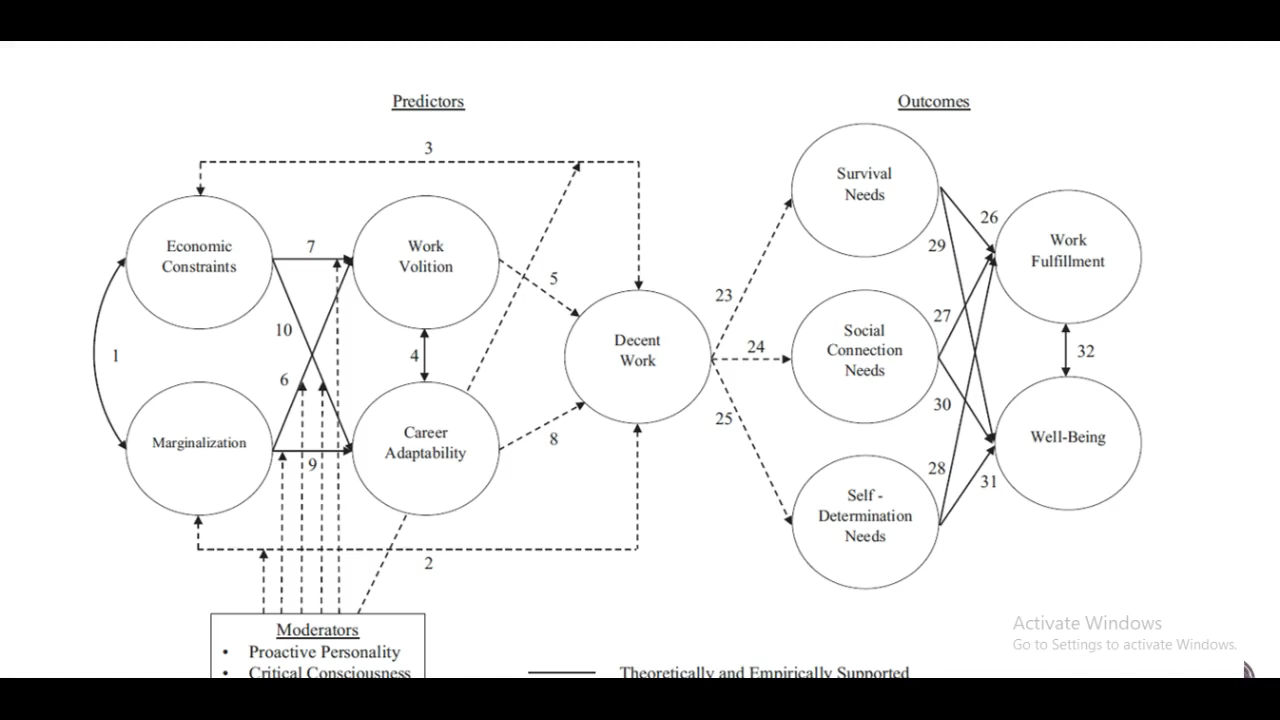 Predictors
Outcomes
3
Survival
Needs
Economic
Constraints
7
Work
Volition
26
29
Work
Fulfillment
5
23
27
10
1
4
Decent
Work
24
Social
Connection
Needs
32
6
30
25
Marginalization
Career
Adaptability
8
Well-Being
9
28
31
Self -
Determination
Needs
2
Moderators
• Proactive Personality
• Critical Consciousness
Theoretically and Empirically Supported
Activate Windows
Go to Settings to activate Windows.